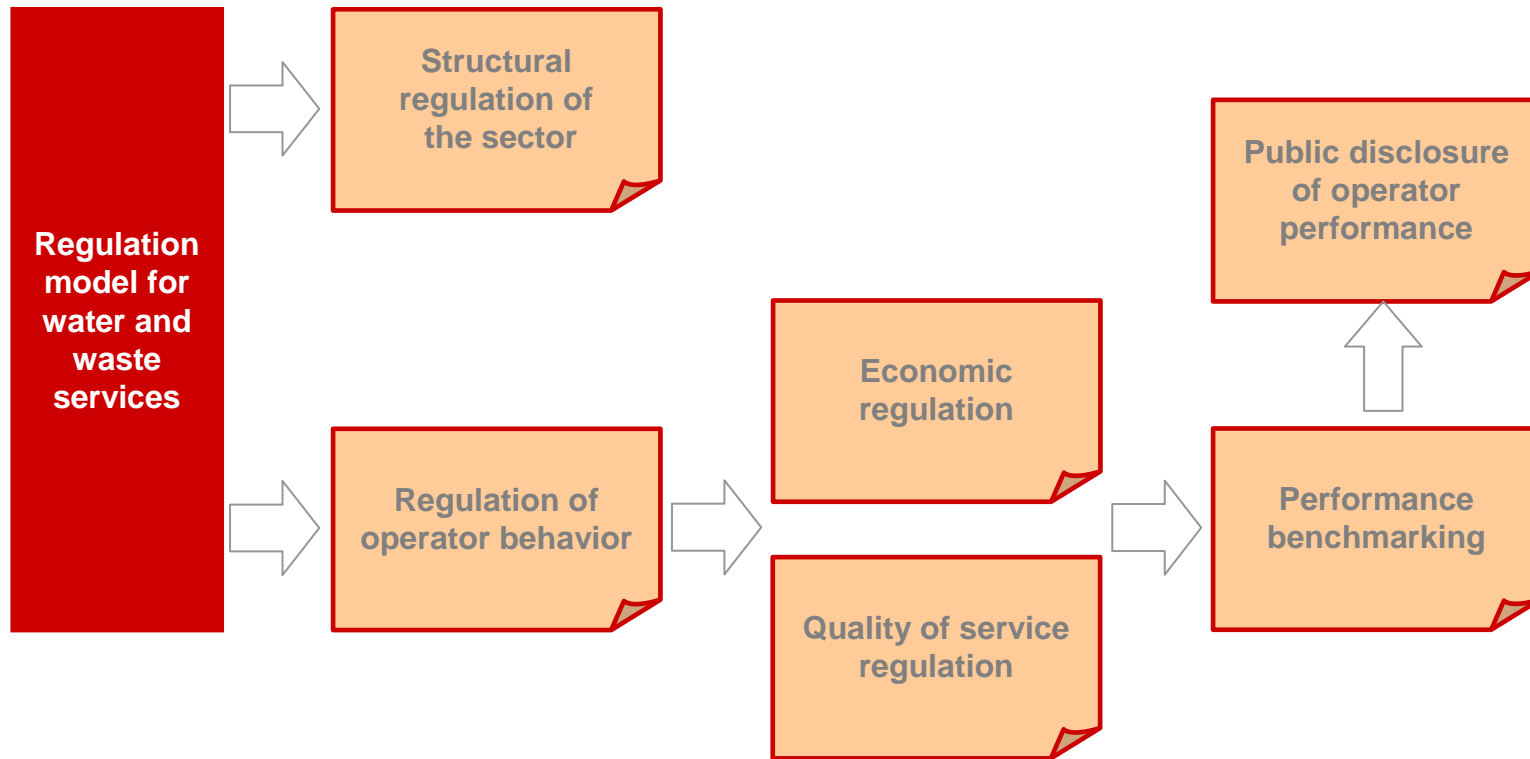 Regulation
model for
water and
waste
services
Structural
regulation of
the sector
Regulation of
operator behavior
Economic
regulation
Quality of service
regulation
Public disclosure
of operator
performance
Performance
benchmarking